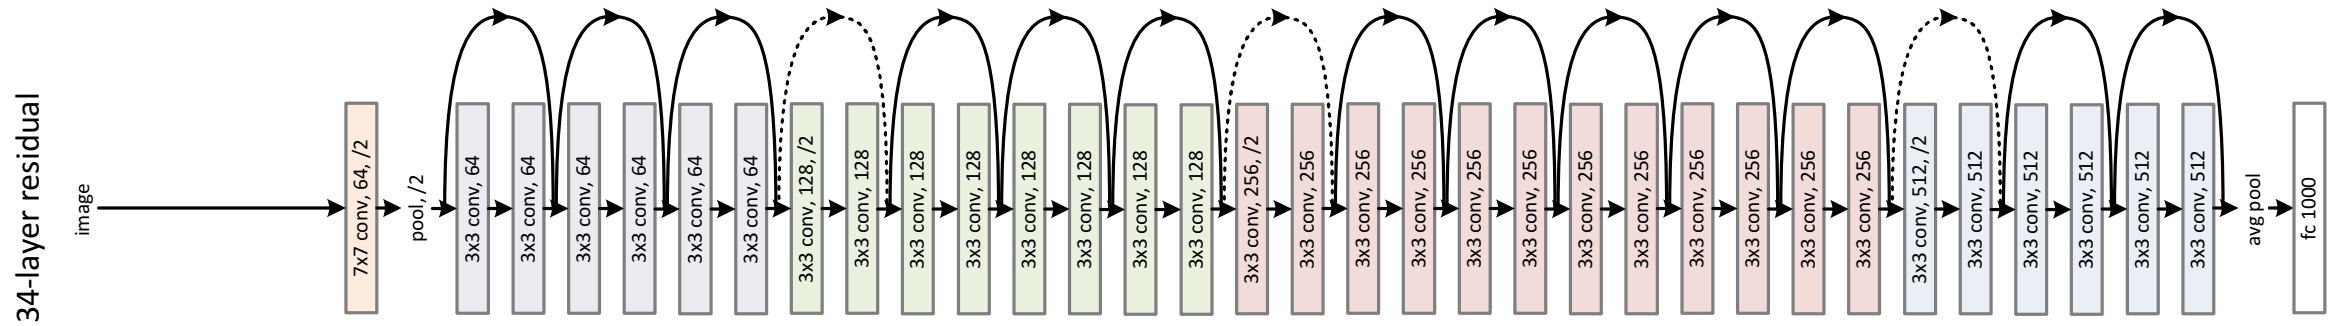 34-layer residual
image
7x7 conv, 64, /2
pool, /2
3x3 conv, 64
3x3 conv, 64
3x3 conv, 64
3x3 conv, 64
3x3 conv, 64
3x3 conv, 64
3x3 conv, 128, /2
3x3 conv, 128
3x3 conv, 128
3x3 conv, 128
3x3 conv, 128
3x3 conv, 128
3x3 conv, 128
3x3 conv, 128
3x3 conv, 256, /2
3x3 conv, 256
3x3 conv, 256
3x3 conv, 256
3x3 conv, 256
3x3 conv, 256
3x3 conv, 256
3x3 conv, 256
3x3 conv, 256
3x3 conv, 256
3x3 conv, 256
3x3 conv, 256
3x3 conv, 512, /2
3x3 conv, 512
3x3 conv, 512
3x3 conv, 512
3x3 conv, 512
3x3 conv, 512
avg pool
fc 1000